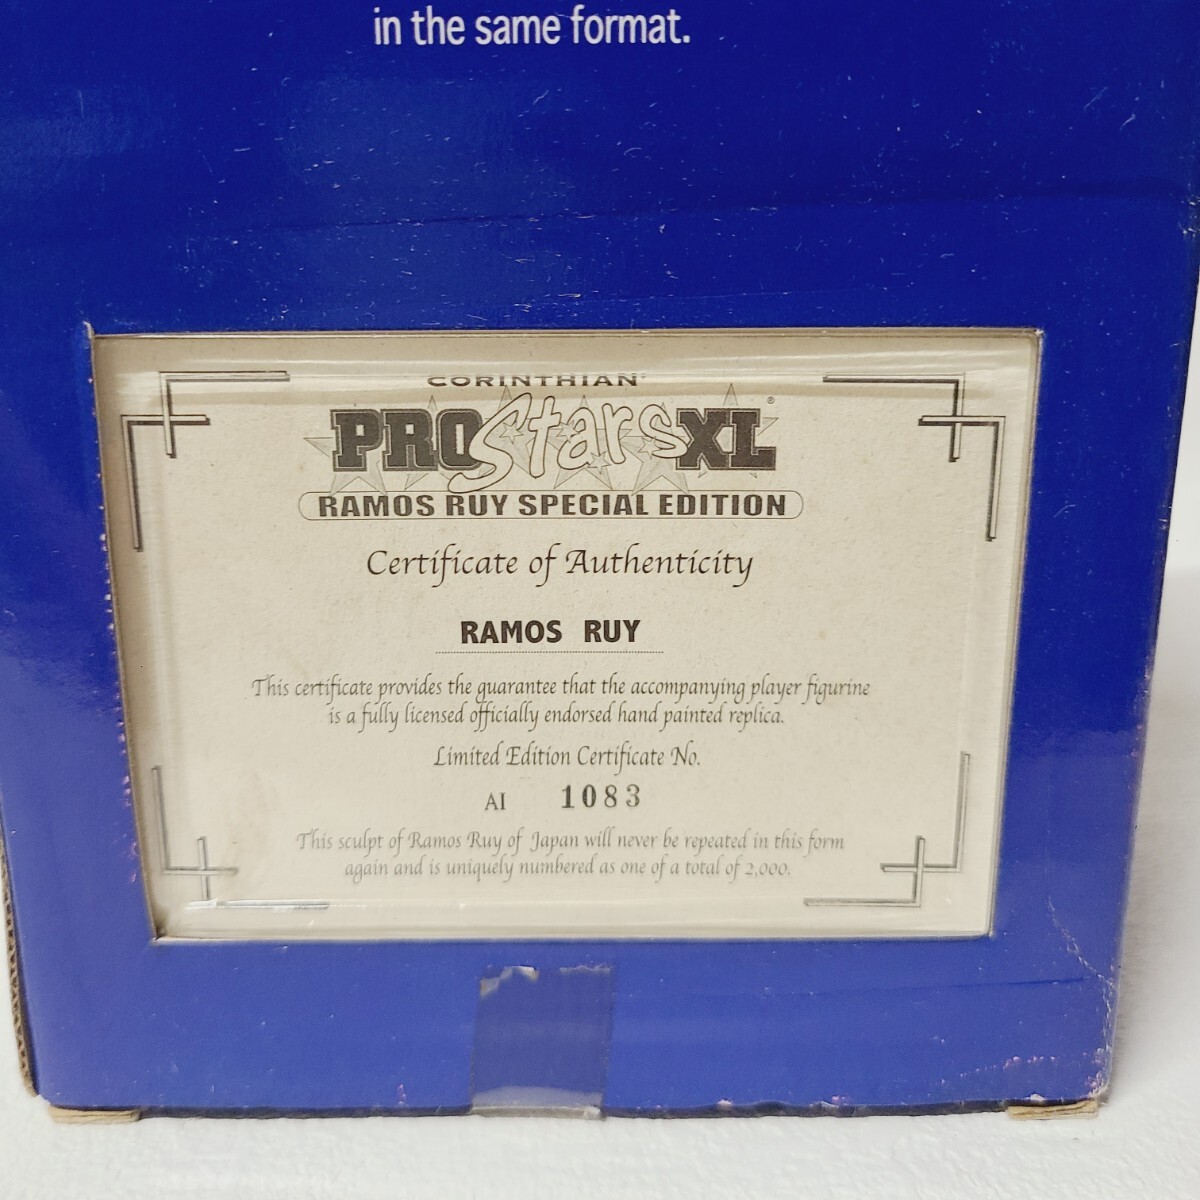 in the same format.
CORINTHIAN®
PRO Stars XL®
RAMOS RUY SPECIAL EDITION
Certificate of Authenticity
RAMOS RUY
This certificate provides the guarantee that the accompanying player figurine
is a fully licensed officially endorsed hand painted replica.
Limited Edition Certificate No.
AI 1083
This sculpt of Ramos Ruy of Japan will never be repeated in this form
again and is uniquely numbered as one of a total of 2,000.